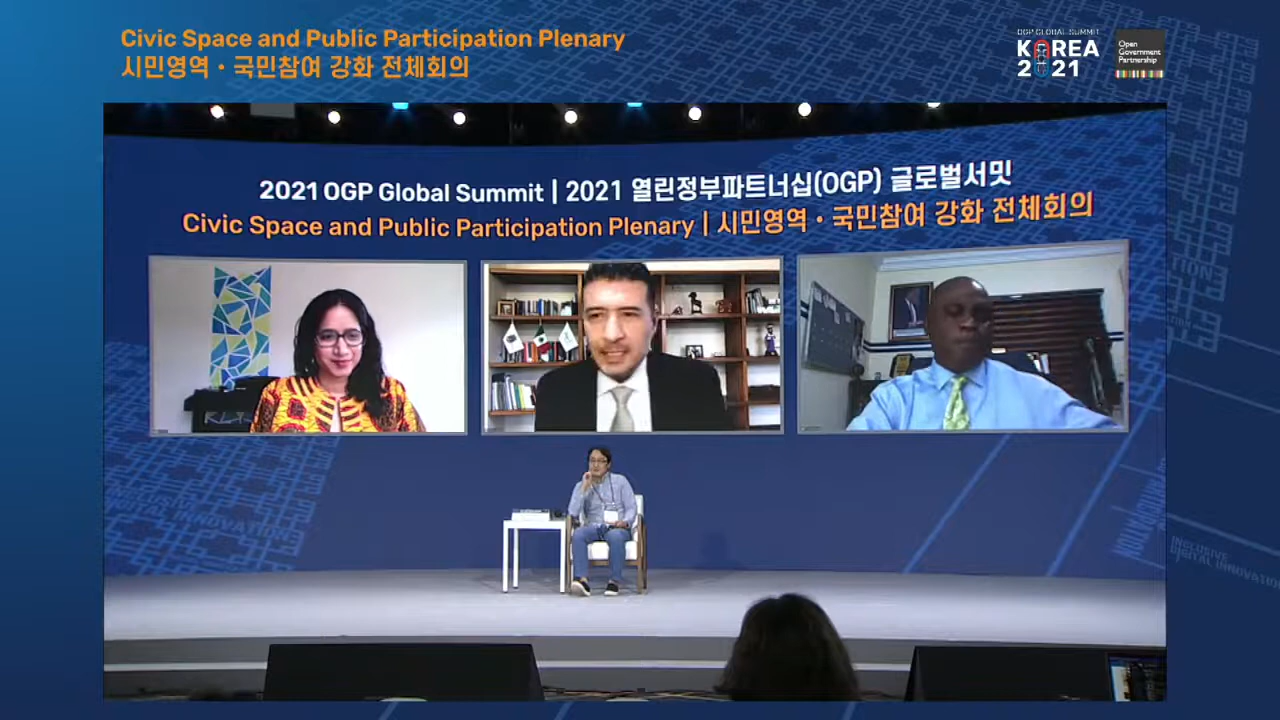 Civic Space and Public Participation Plenary
시민영역 • 국민참여 강화 전체회의
OGP GLOBAL SUMMIT
KOREA
2021
Open
Government
Partnership
2021 OGP Global Summit | 2021 열린정부파트너십(OGP) 글로벌서밋
Civic Space and Public Participation Plenary | 시민영역 • 국민참여 강화 전체회의
INCLUSIVE
DIGITAL INNOVATION
INCLUSIVE
DIGITAL INNOVATION